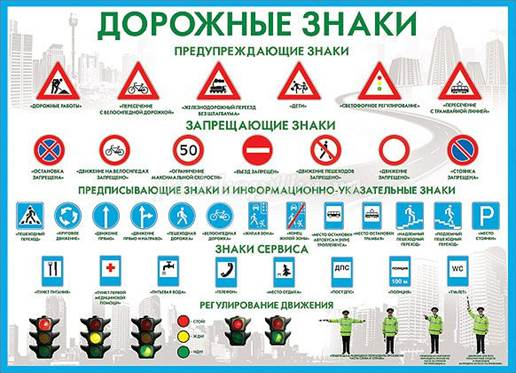 ДОРОЖНЫЕ ЗНАКИ
ПРЕДУПРЕЖДАЮЩИЕ ЗНАКИ
«ДОРОЖНЫЕ РАБОТЫ»
«ПЕРЕСЕЧЕНИЕ
С ВЕЛОСИПЕДНОЙ ДОРОЖКОЙ»
«ЖЕЛЕЗНОДОРОЖНЫЙ ПЕРЕЕЗД
БЕЗ ШЛАГБАУМА»
«ДЕТИ»
«СВЕТОФОРНОЕ РЕГУЛИРОВАНИЕ»
«ПЕРЕСЕЧЕНИЕ
С ТРАМВАЙНОЙ ЛИНИЕЙ»
ЗАПРЕЩАЮЩИЕ ЗНАКИ
50
«ОСТАНОВКА
ЗАПРЕЩЕНА»
«ДВИЖЕНИЕ НА ВЕЛОСИПЕДАХ
ЗАПРЕЩЕНО»
«ОГРАНИЧЕНИЕ
МАКСИМАЛЬНОЙ СКОРОСТИ»
«ВЪЕЗД ЗАПРЕЩЕН»
«ДВИЖЕНИЕ ПЕШЕХОДОВ
ЗАПРЕЩЕНО»
«ДВИЖЕНИЕ
ЗАПРЕЩЕНО»
«СТОЯНКА
ЗАПРЕЩЕНА»
ПРЕДПИСЫВАЮЩИЕ ЗНАКИ И ИНФОРМАЦИОННО-УКАЗАТЕЛЬНЫЕ ЗНАКИ
P
«ПЕШЕХОДНЫЙ
ПЕРЕХОД»
«КРУГОВОЕ
ДВИЖЕНИЕ»
«ДВИЖЕНИЕ
ПРЯМО»
«ДВИЖЕНИЕ
ПРЯМО И НАПРАВО»
«ПЕШЕХОДНАЯ
ДОРОЖКА»
«ВЕЛОСИПЕДНАЯ
ДОРОЖКА»
«ЖИЛАЯ ЗОНА»
«КОНЕЦ
ЖИЛОЙ ЗОНЫ»
«МЕСТО ОСТАНОВКИ
АВТОБУСА И (ИЛИ)
ТРОЛЛЕЙБУСА»
«МЕСТО ОСТАНОВКИ
ТРАМВАЯ»
«ПОДЗЕМНЫЙ
ПЕШЕХОДНЫЙ
ПЕРЕХОД»
«НАДЗЕМНЫЙ
ПЕШЕХОДНЫЙ
ПЕРЕХОД»
«МЕСТО
СТОЯНКИ»
ЗНАКИ СЕРВИСА
ДПС
ПОЛИЦИЯ
100 м
WC
«ПУНКТ ПИТАНИЯ»
«ПУНКТ ПЕРВОЙ
МЕДИЦИНСКОЙ
ПОМОЩИ»
«ПИТЬЕВАЯ ВОДА»
«ТЕЛЕФОН»
«МЕСТО ОТДЫХА»
«ПОСТ ДПС»
«ПОЛИЦИЯ»
«ТУАЛЕТ»
РЕГУЛИРОВАНИЕ ДВИЖЕНИЯ
СТОЙ!
ЖДИ!
ИДИ!